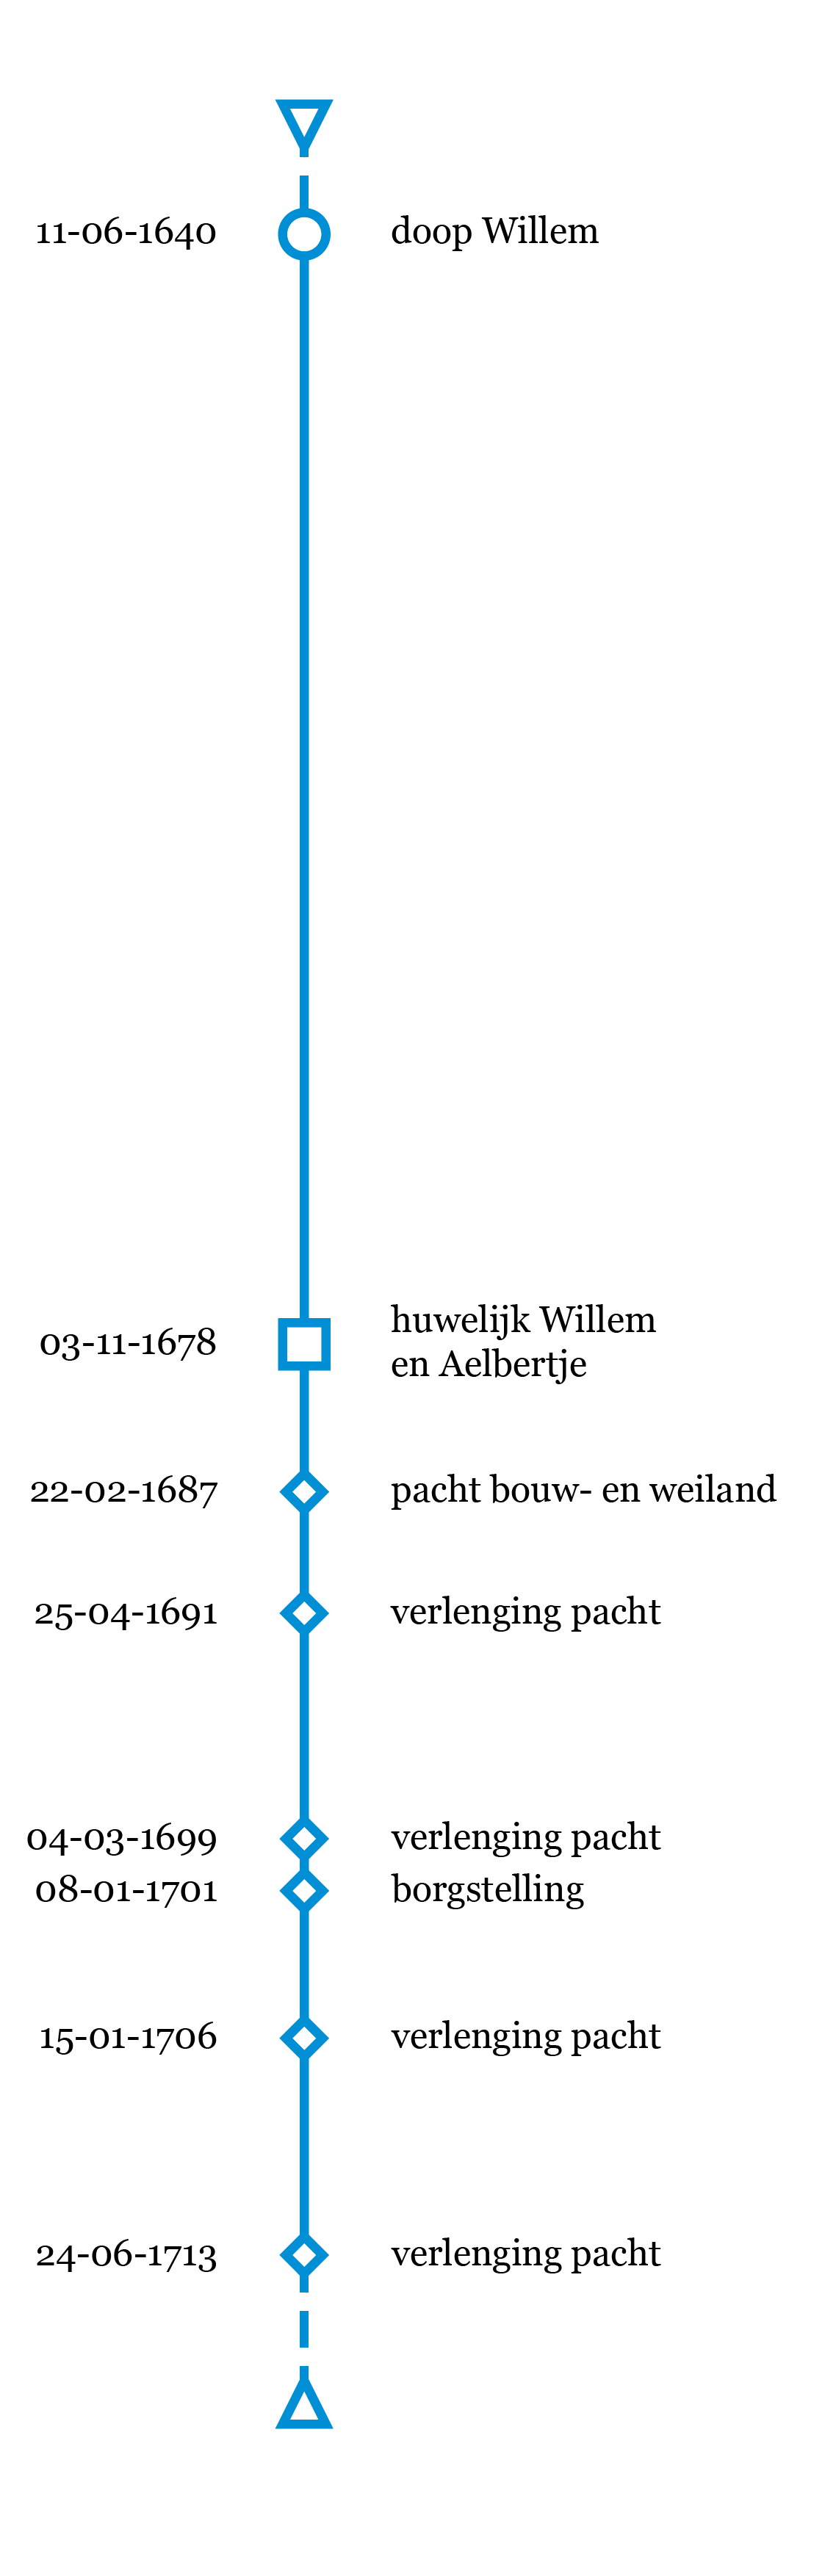 11-06-1640 doop Willem
03-11-1678 huwelijk Willem
en Aelbertje
22-02-1687 pacht bouw- en weiland
25-04-1691 verlenging pacht
04-03-1699 verlenging pacht
08-01-1701 borgstelling
15-01-1706 verlenging pacht
24-06-1713 verlenging pacht